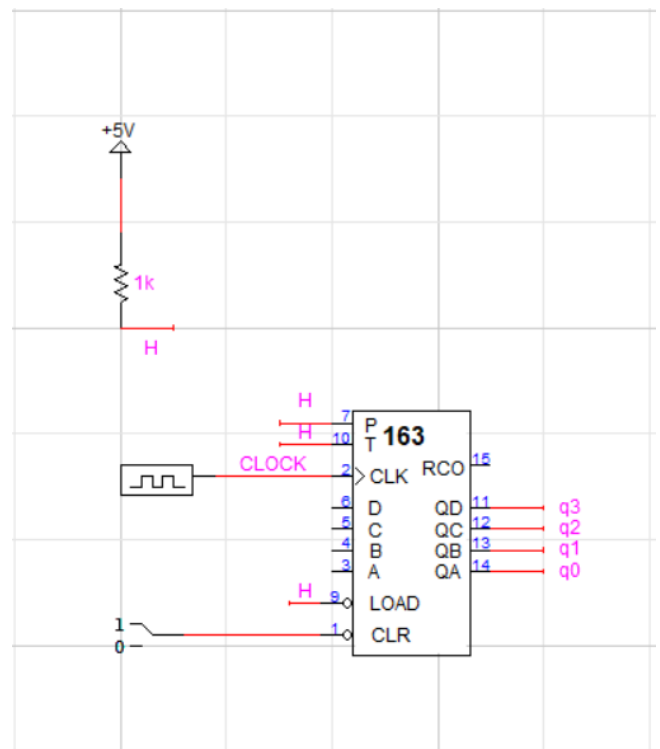 +5V
1k
H
H
7 P 163
H
10 T
CLOCK
2 CLK
RCO 15
6 D QD 11 q3
5 C QC 12 q2
4 B QB 13 q1
3 A QA 14 q0
H
9 LOAD
1
1 CLR
0